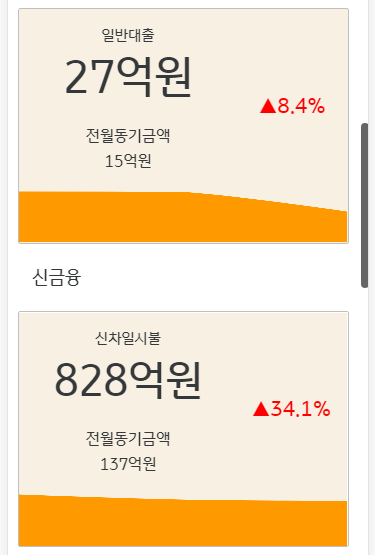 일반대출
27억원
▲8.4%
전월동기금액
15억원
신금융
신차일시불
828억원
▲34.1%
전월동기금액
137억원